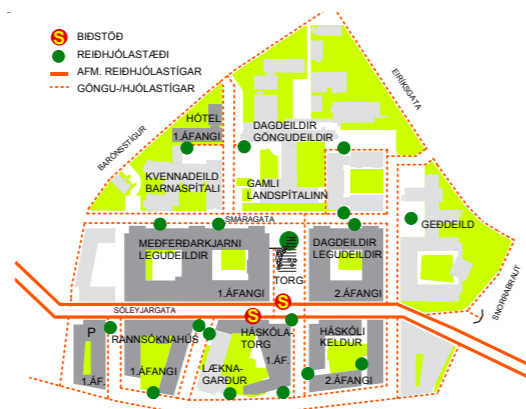 S BIÐSTÖÐ
REIÐHJÓLASTÆÐI
AFM. REIÐHJÓLASTÍGAR
GÖNGU-/HJÓLASTÍGAR
EIRÍKSGATA
BARÓNSSTÍGUR
HÓTEL
1.ÁFANGI
DAGDEILDIR
GÖNGUDEILDIR
KVENNADEILD
BARNASPÍTALI
GAMLI
LANDSPÍTALINN
SMÁRAGATA
GEÐDEILD
MEÐFERÐARKJARNI
LEGUDEILDIR
DAGDEILDIR
LEGUDEILDIR
TORG
1.ÁFANGI
2.ÁFANGI
SNORRABRAUT
S
SÓLEYJARGATA
S
P
RANNSÓKNAHÚS
HÁSKÓLA-
TORG
HÁSKÓLI
KELDUR
1.ÁF.
1.ÁFANGI
LÆKNA-
GARÐUR
1.ÁF.
2.ÁFANGI